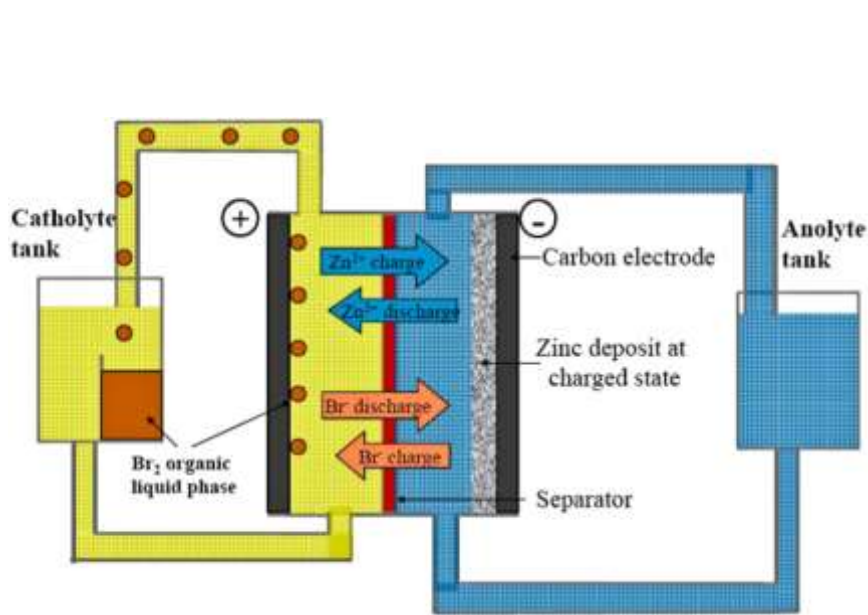 Catholyte
tank
+
-
Anolyte
tank
Zn²⁺ charge
Carbon electrode
Zn²⁺ discharge
Zinc deposit at
charged state
Br⁻ discharge
Br⁻ charge
Br₂ organic
liquid phase
Separator